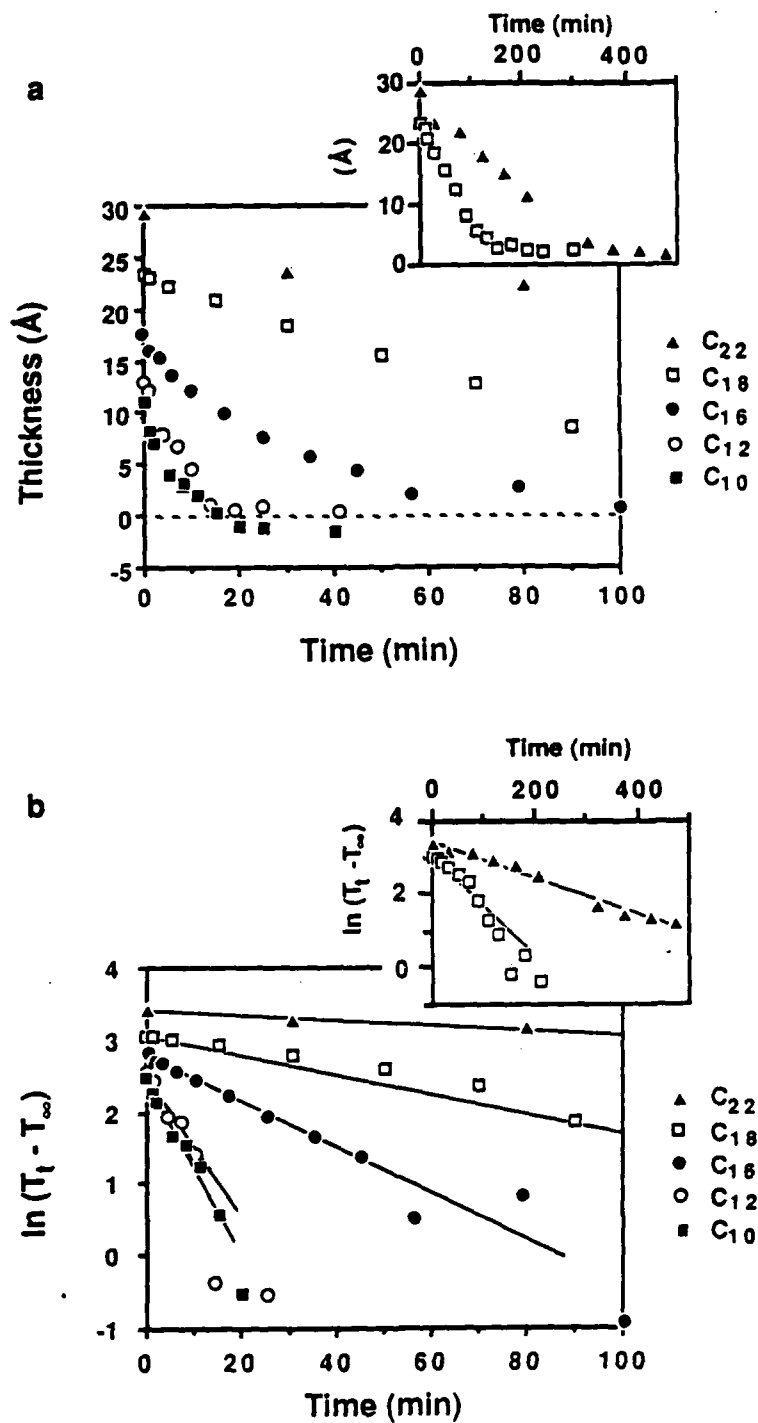 a
Time (min)
0 200 400
30
20
10
0
(Å)
30
25
20
15
10
5
0
-5
Thickness (Å)
0 20 40 60 80 100
Time (min)
C22
C18
C16
C12
C10
b
Time (min)
0 200 400
4
2
0
ln (Tt - T∞)
4
3
2
1
0
-1
ln (Tt - T∞)
0 20 40 60 80 100
Time (min)
C22
C18
C16
C12
C10